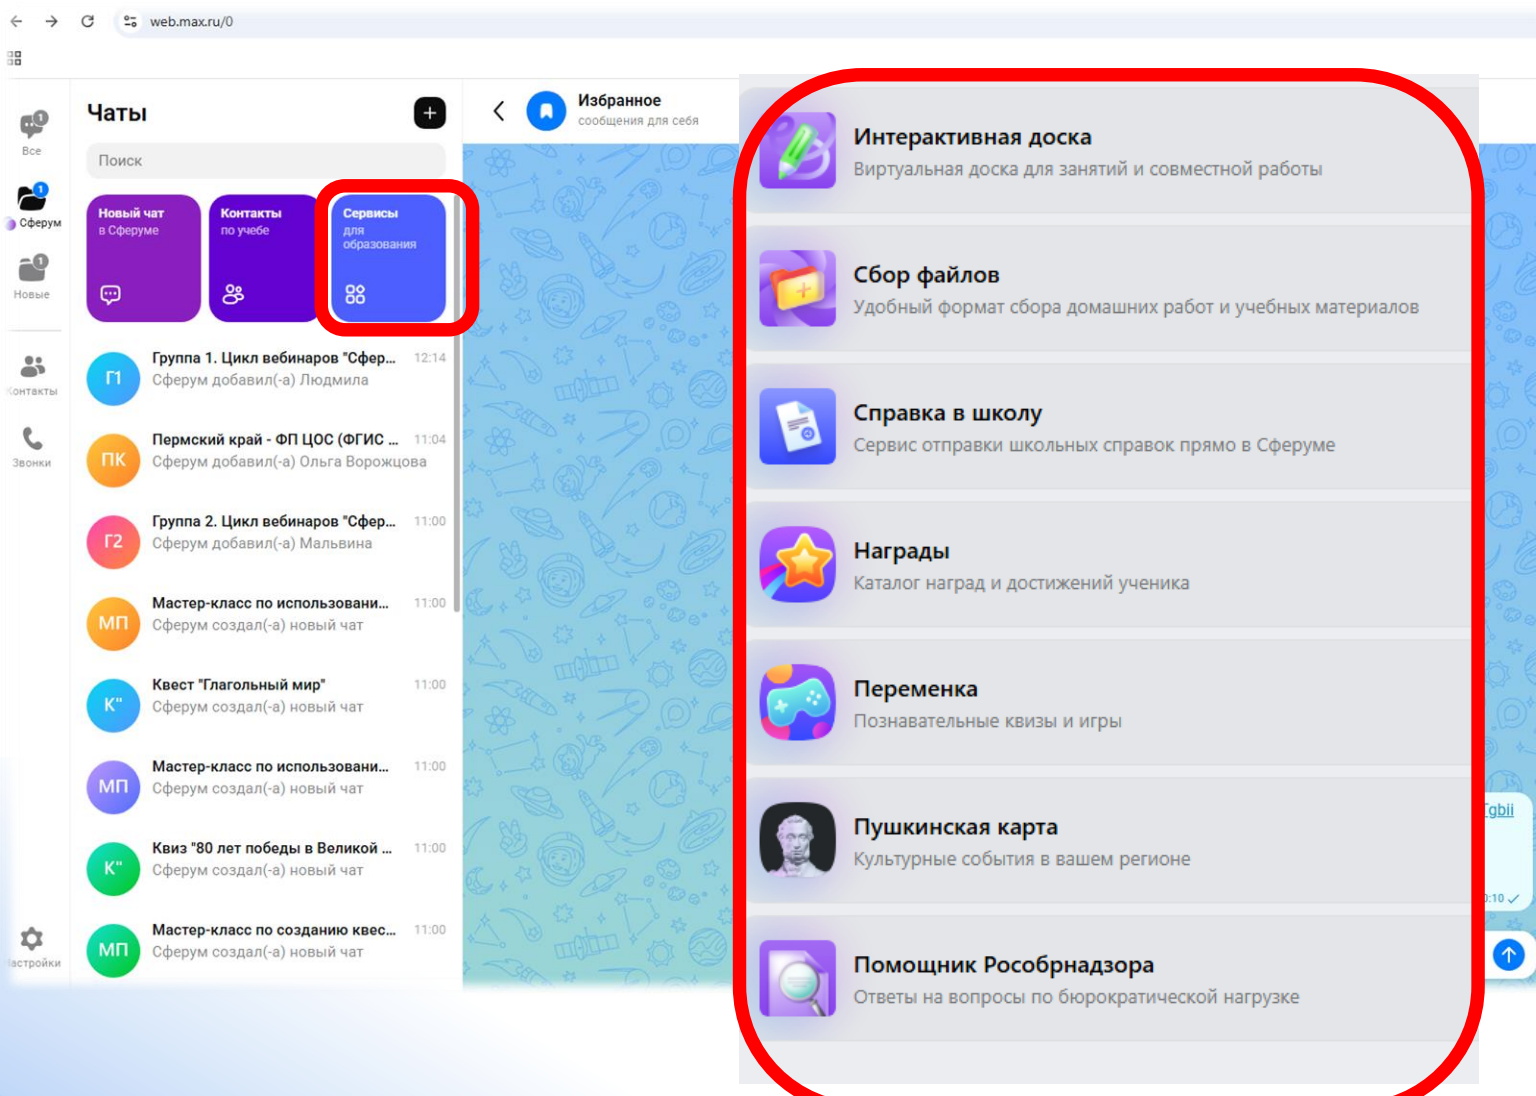 web.max.ru/0
Все
Сферум
Новые
Контакты
Звонки
Настройки
Чаты
Поиск
Новый чат
в Сферуме
Контакты
по учебе
Сервисы
для
образования
Г1
Группа 1. Цикл вебинаров "Сфер...
12:14
Сферум добавил(-а) Людмила
ПК
Пермский край - ФП ЦОС (ФГИС ...
11:04
Сферум добавил(-а) Ольга Ворожцова
Г2
Группа 2. Цикл вебинаров "Сфер...
11:00
Сферум добавил(-а) Мальвина
МП
Мастер-класс по использовани...
11:00
Сферум создал(-а) новый чат
К"
Квест "Глагольный мир"
11:00
Сферум создал(-а) новый чат
МП
Мастер-класс по использовани...
11:00
Сферум создал(-а) новый чат
К"
Квиз "80 лет победы в Великой ...
11:00
Сферум создал(-а) новый чат
МП
Мастер-класс по созданию квес...
11:00
Сферум создал(-а) новый чат
Избранное
сообщения для себя
Интерактивная доска
Виртуальная доска для занятий и совместной работы
Сбор файлов
Удобный формат сбора домашних работ и учебных материалов
Справка в школу
Сервис отправки школьных справок прямо в Сферуме
Награды
Каталог наград и достижений ученика
Переменка
Познавательные квизы и игры
Пушкинская карта
Культурные события в вашем регионе
Помощник Рособрнадзора
Ответы на вопросы по бюрократической нагрузке